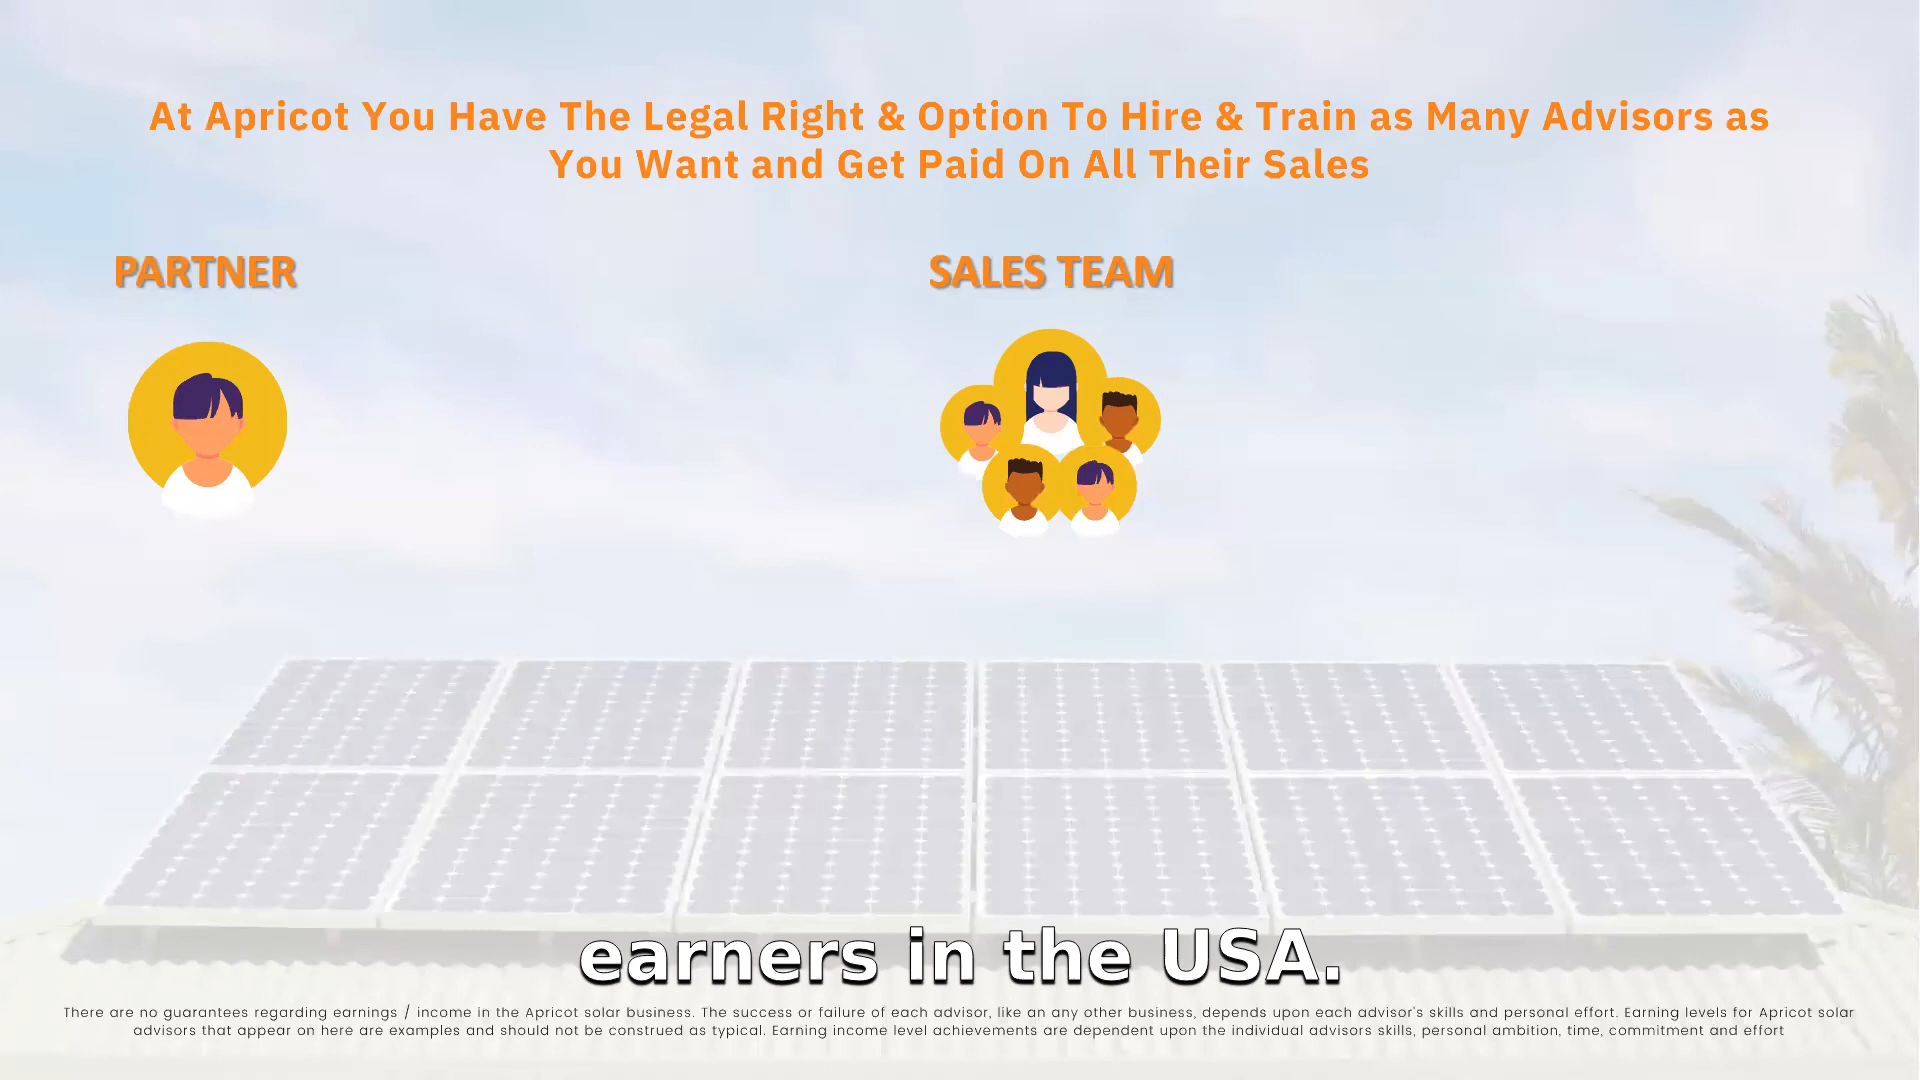 At Apricot You Have The Legal Right & Option To Hire & Train as Many Advisors as
You Want and Get Paid On All Their Sales
PARTNER
SALES TEAM
earners in the USA.
There are no guarantees regarding earnings / income in the Apricot solar business. The success or failure of each advisor, like an any other business, depends upon each advisor's skills and personal effort. Earning levels for Apricot solar
advisors that appear on here are examples and should not be construed as typical. Earning income level achievements are dependent upon the individual advisors skills, personal ambition, time, commitment and effort